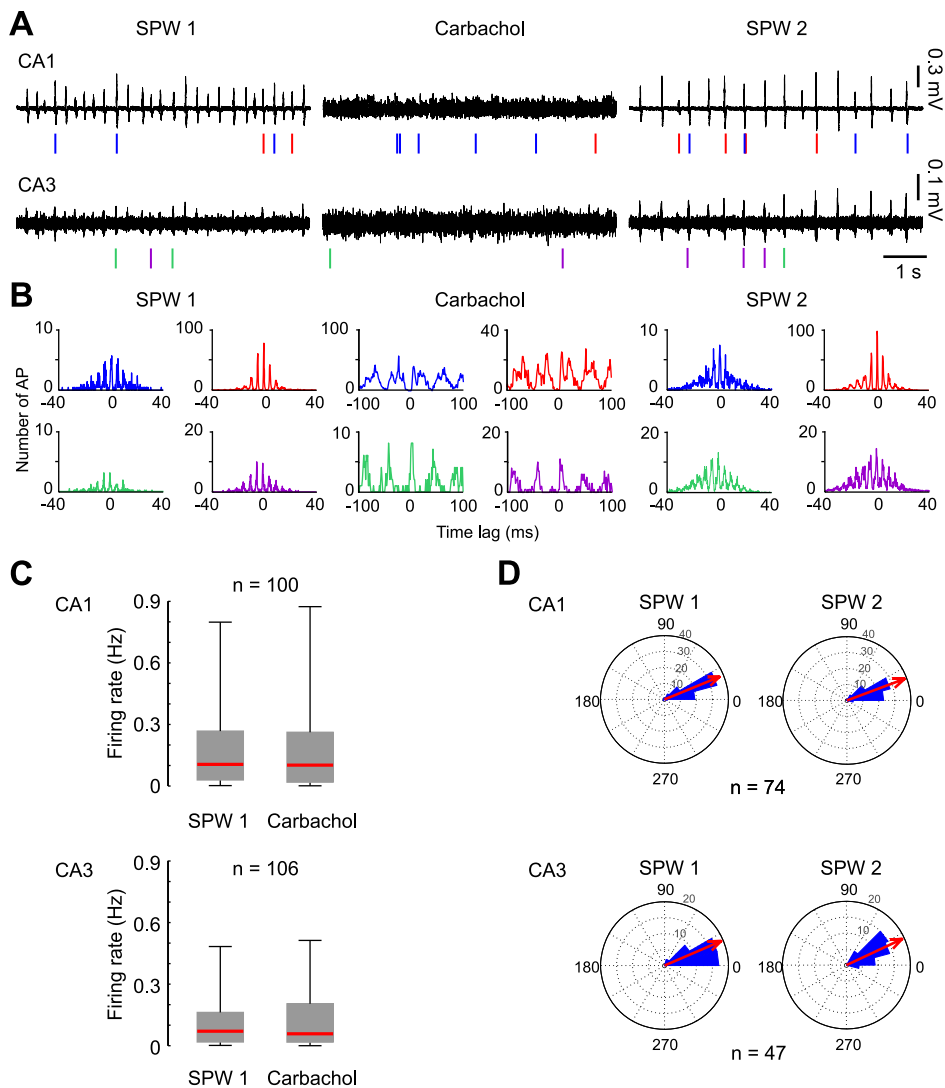 A
SPW 1 Carbachol SPW 2
CA1
0.3 mV
CA3
0.1 mV
1 s
B
SPW 1 Carbachol SPW 2
Number of AP
10 100 100 40 10 100
0 0 0 0 0 0
−40 0 40 −40 0 40 −100 0 100 −100 0 100 −40 0 40 −40 0 40
20 20 10 20 20 20
0 0 0 0 0 0
−40 0 40 −40 0 40 −100 0 100 −100 0 100 −40 0 40 −40 0 40
Time lag (ms)
C
CA1
n = 100
Firing rate (Hz)
0.9
0.6
0.3
0
SPW 1 Carbachol
CA3
n = 106
Firing rate (Hz)
0.9
0.6
0.3
0
SPW 1 Carbachol
D
CA1
SPW 1 SPW 2
90 90
40 40
30 30
20 20
10 10
180 0 180 0
270 270
n = 74
CA3
SPW 1 SPW 2
90 90
20 20
10 10
180 0 180 0
270 270
n = 47